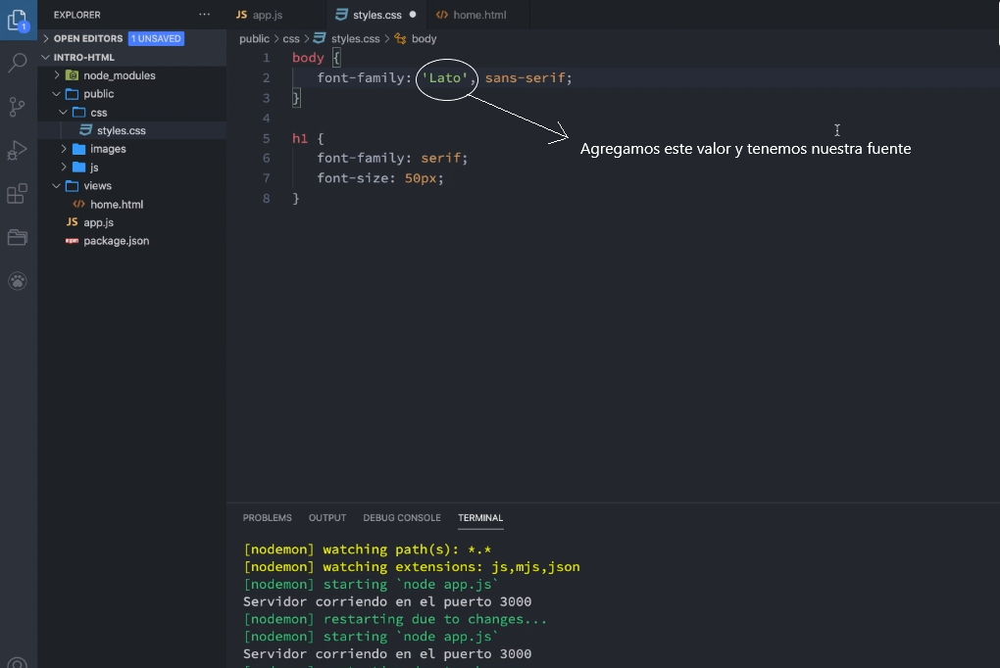 EXPLORER ...
JS app.js
styles.css
<> home.html
OPEN EDITORS 1 UNSAVED
public > css > styles.css > body
INTRO-HTML
node_modules
public
css
styles.css
images
js
views
<> home.html
JS app.js
package.json
1
1 body {
2 font-family: 'Lato', sans-serif;
3 }
4
5 h1 {
6 font-family: serif;
7 font-size: 50px;
8 }
Agregamos este valor y tenemos nuestra fuente
PROBLEMS OUTPUT DEBUG CONSOLE TERMINAL
[nodemon] watching path(s): *.*
[nodemon] watching extensions: js,mjs,json
[nodemon] starting `node app.js`
Servidor corriendo en el puerto 3000
[nodemon] restarting due to changes...
[nodemon] starting `node app.js`
Servidor corriendo en el puerto 3000